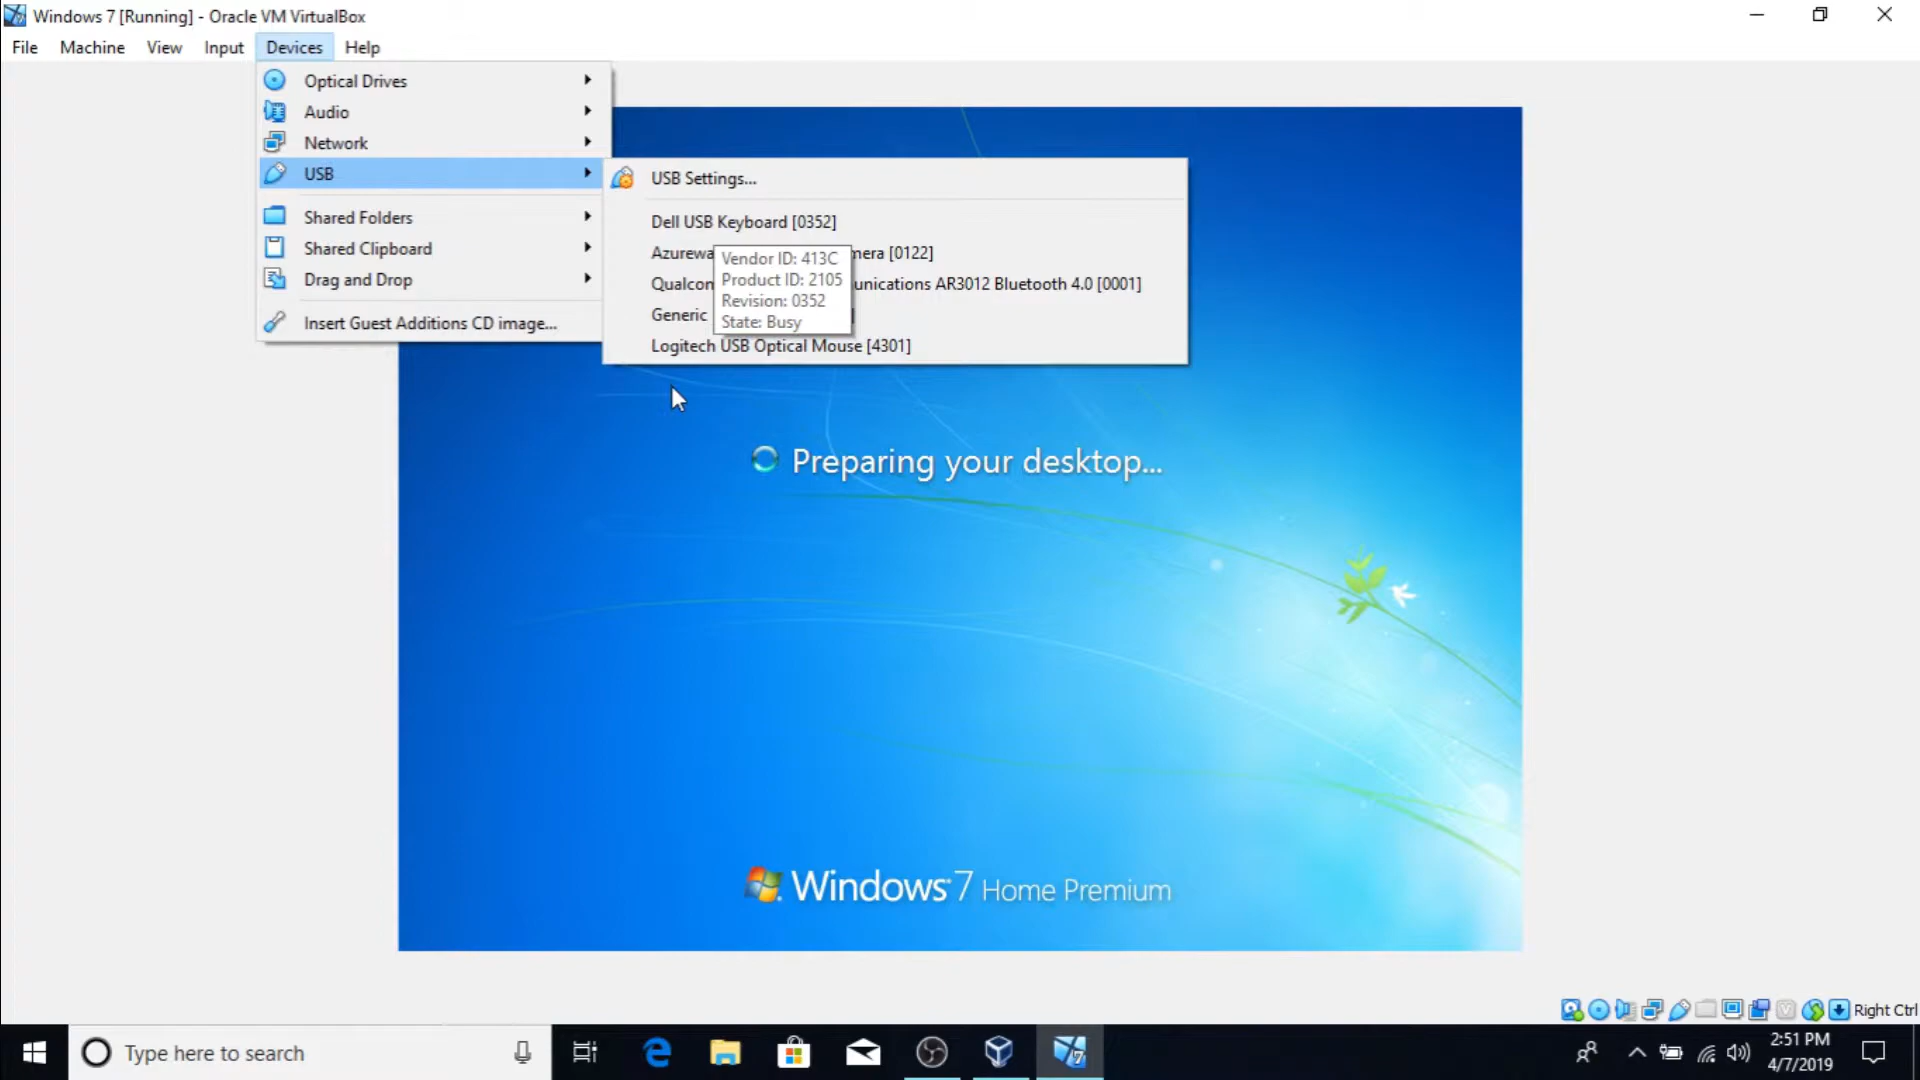 Windows 7 [Running] - Oracle VM VirtualBox
File Machine View Input Devices Help
Optical Drives
Audio
Network
USB
Shared Folders
Shared Clipboard
Drag and Drop
Insert Guest Additions CD image...
USB Settings...
Dell USB Keyboard [0352]
mera [0122]
unications AR3012 Bluetooth 4.0 [0001]
Generic
Logitech USB Optical Mouse [4301]
Vendor ID: 413C
Product ID: 2105
Revision: 0352
State: Busy
Preparing your desktop...
Windows 7 Home Premium
Right Ctrl
Type here to search
2:51 PM
4/7/2019